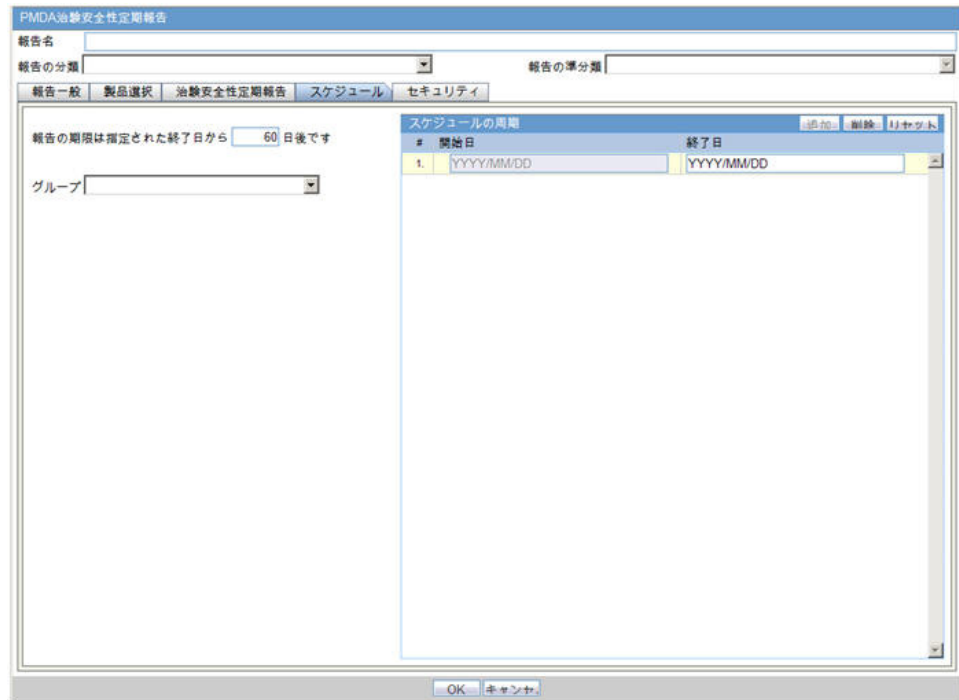 PMDA治験安全性定期報告
報告名
報告の分類 報告の準分類
報告一般 製品選択 治験安全性定期報告 スケジュール セキュリティ
報告の期限は指定された終了日から 60 日後です
グループ
スケジュールの周期 追加 削除 リセット
# 開始日 終了日
1. YYYY/MM/DD YYYY/MM/DD
OK キャンセ